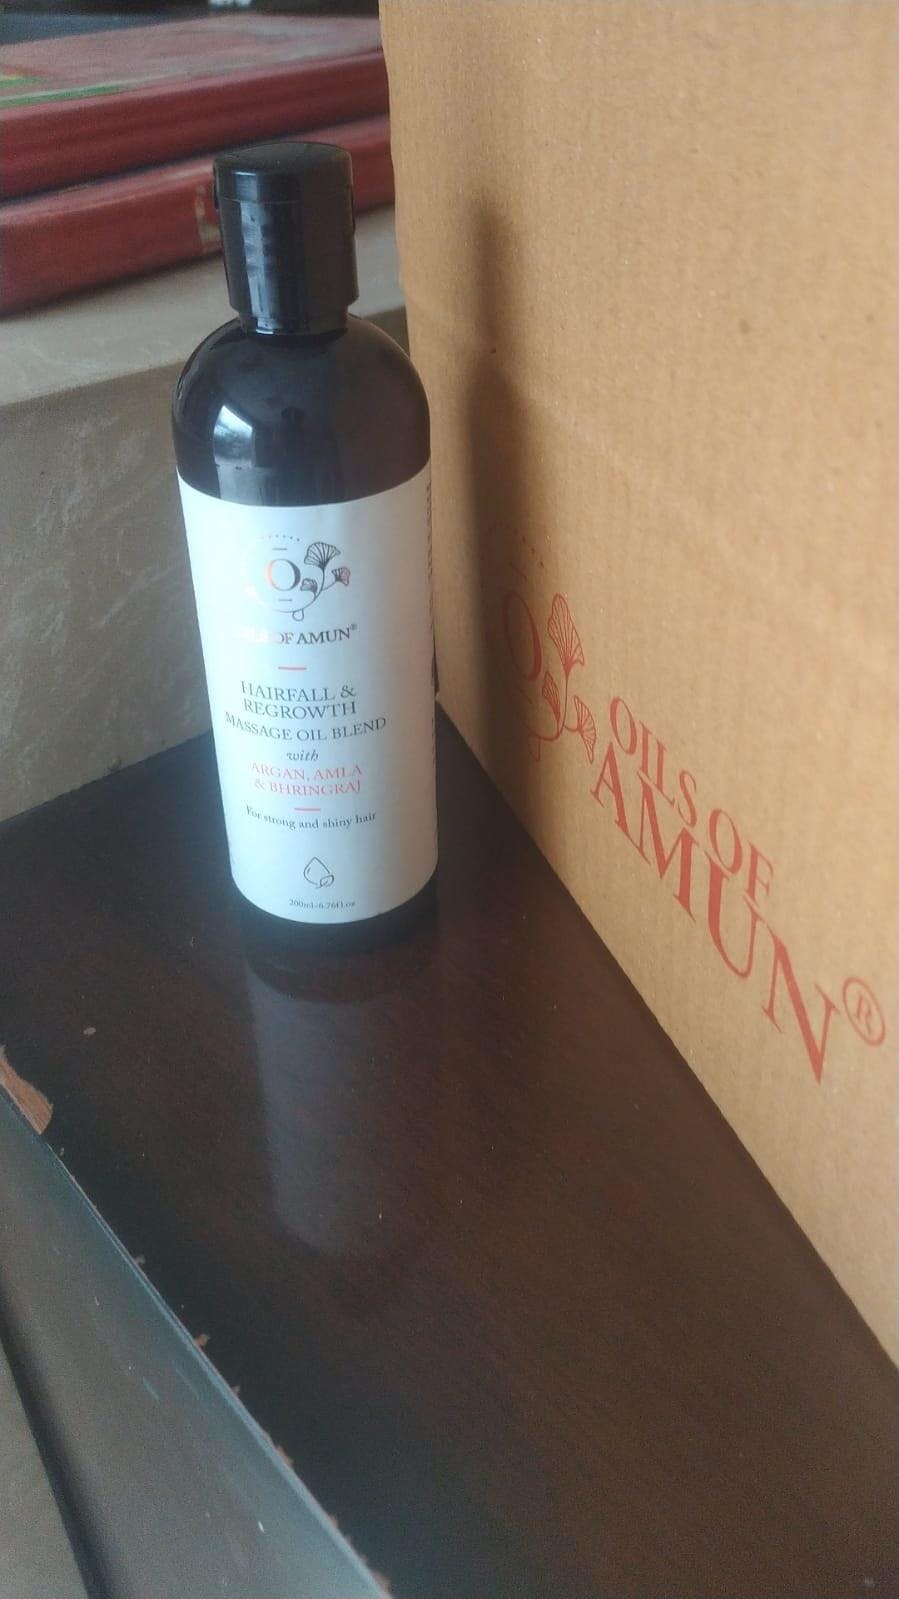 O
OILS OF AMUN®
HAIRFALL &
REGROWTH
MASSAGE OIL BLEND
with
ARGAN, AMLA
& BHRINGRAJ
For strong and shiny hair
200ml-6.76fl.oz
O
OILS OF
AMUN®